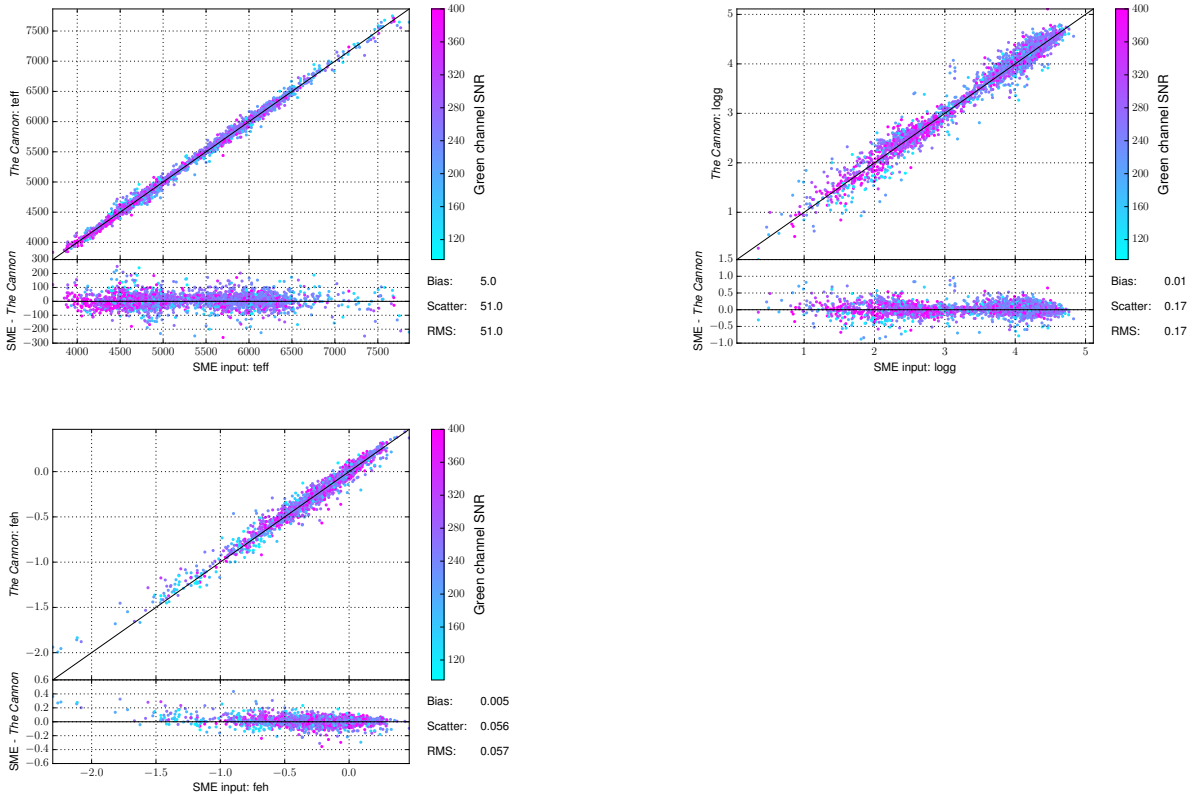 7500
7000
6500
6000
5500
5000
4500
4000
The Cannon: teff
300
200
100
0
−100
−200
−300
SME - The Cannon
4000 4500 5000 5500 6000 6500 7000 7500
SME input: teff
400
360
320
280
240
200
160
120
Green channel SNR
Bias: 5.0
Scatter: 51.0
RMS: 51.0
5
4
3
2
1
The Cannon: logg
1.5
1.0
0.5
0.0
−0.5
−1.0
SME - The Cannon
1 2 3 4 5
SME input: logg
400
360
320
280
240
200
160
120
Green channel SNR
Bias: 0.01
Scatter: 0.17
RMS: 0.17
0.0
−0.5
−1.0
−1.5
−2.0
The Cannon: feh
0.6
0.4
0.2
0.0
−0.2
−0.4
−0.6
SME - The Cannon
−2.0 −1.5 −1.0 −0.5 0.0
SME input: feh
400
360
320
280
240
200
160
120
Green channel SNR
Bias: 0.005
Scatter: 0.056
RMS: 0.057